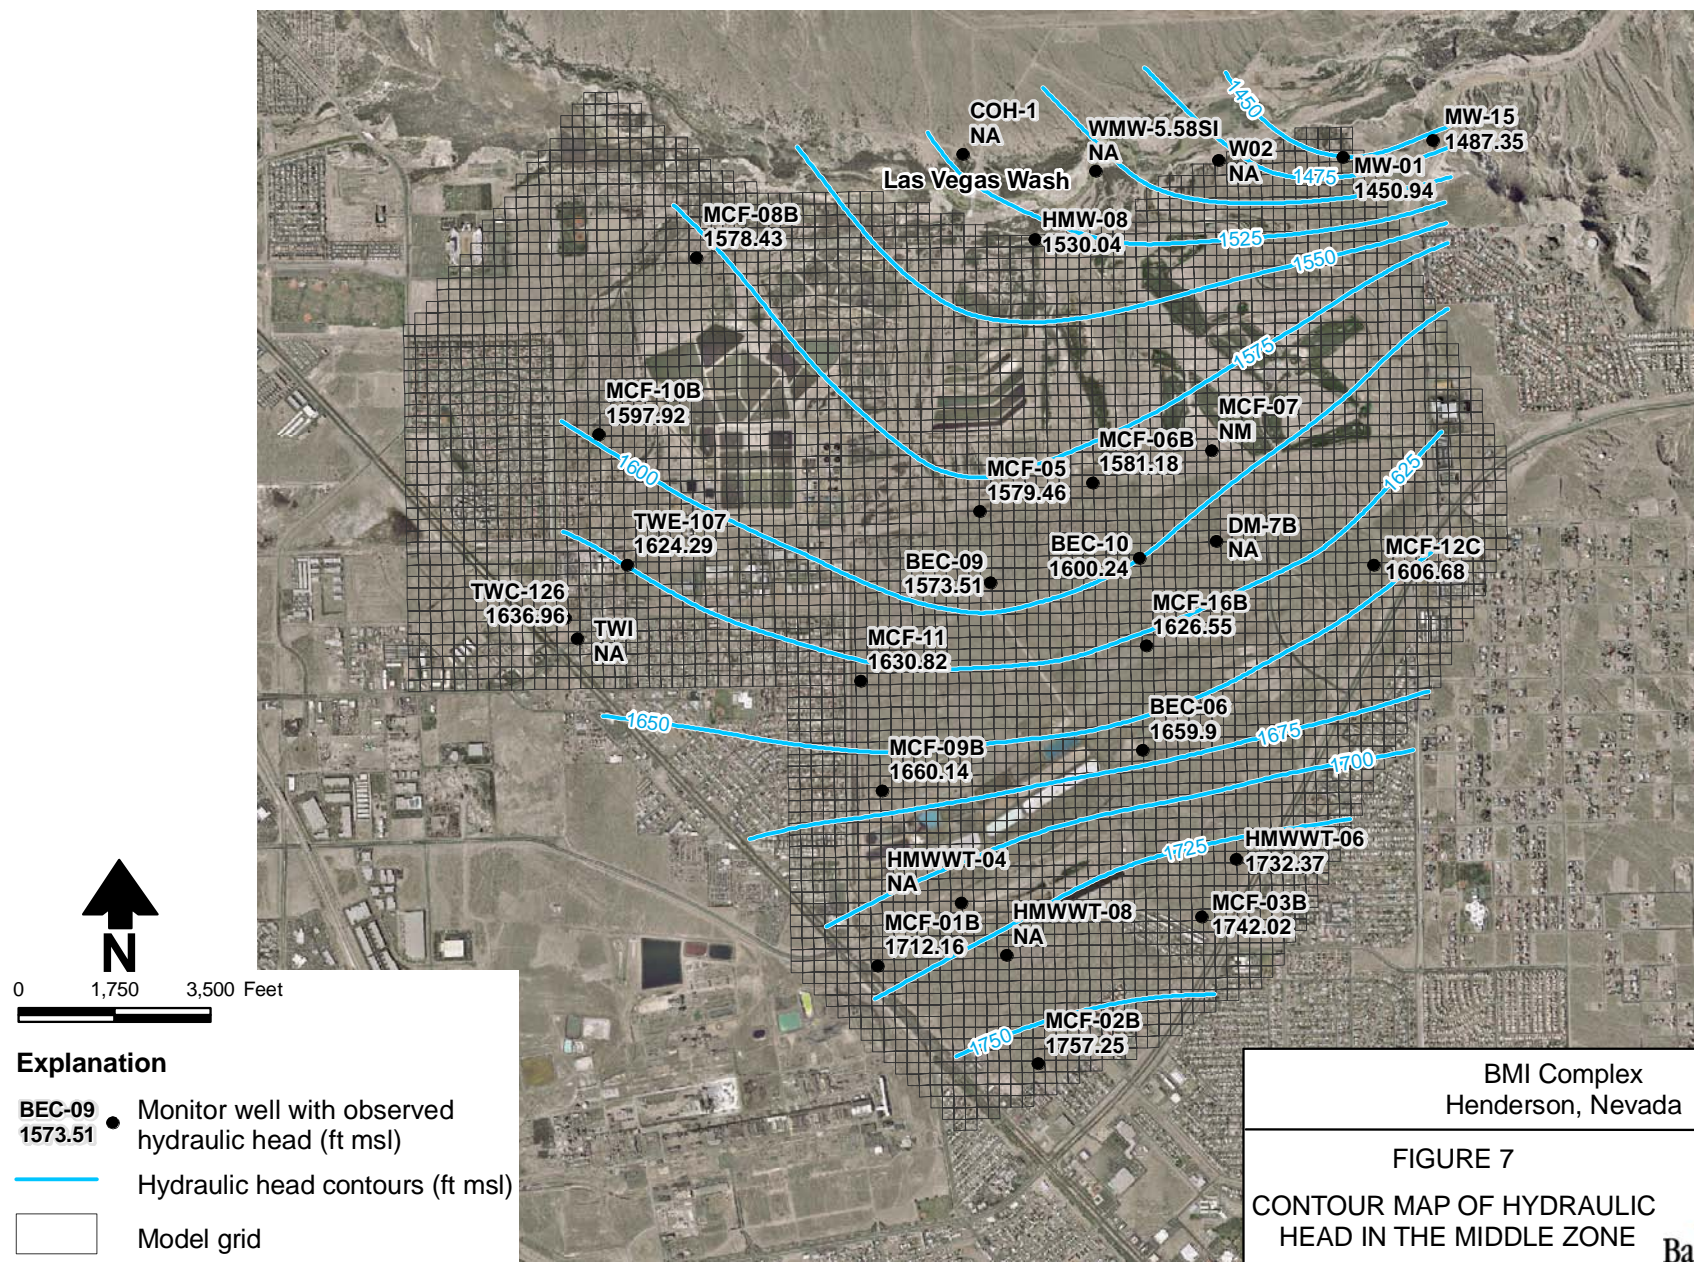 COH-1
NA
WMW-5.58SI
NA
1450
W02
NA
MW-15
1487.35
MW-01
1450.94
1475
Las Vegas Wash
MCF-08B
1578.43
HMW-08
1530.04
1525
1550
1575
MCF-10B
1597.92
1600
MCF-07
NM
MCF-06B
1581.18
MCF-05
1579.46
1625
TWE-107
1624.29
DM-7B
NA
BEC-10
1600.24
BEC-09
1573.51
MCF-12C
1606.68
TWC-126
1636.96
TWI
NA
MCF-16B
1626.55
MCF-11
1630.82
1650
BEC-06
1659.9
1675
MCF-09B
1660.14
1700
1725
HMWWT-06
1732.37
HMWWT-04
NA
MCF-03B
1742.02
MCF-01B
1712.16
HMWWT-08
NA
MCF-02B
1757.25
1750
N
0 1,750 3,500 Feet
Explanation
BEC-09
1573.51
Monitor well with observed
hydraulic head (ft msl)
Hydraulic head contours (ft msl)
Model grid
BMI Complex
Henderson, Nevada
FIGURE 7
CONTOUR MAP OF HYDRAULIC
HEAD IN THE MIDDLE ZONE
Ba